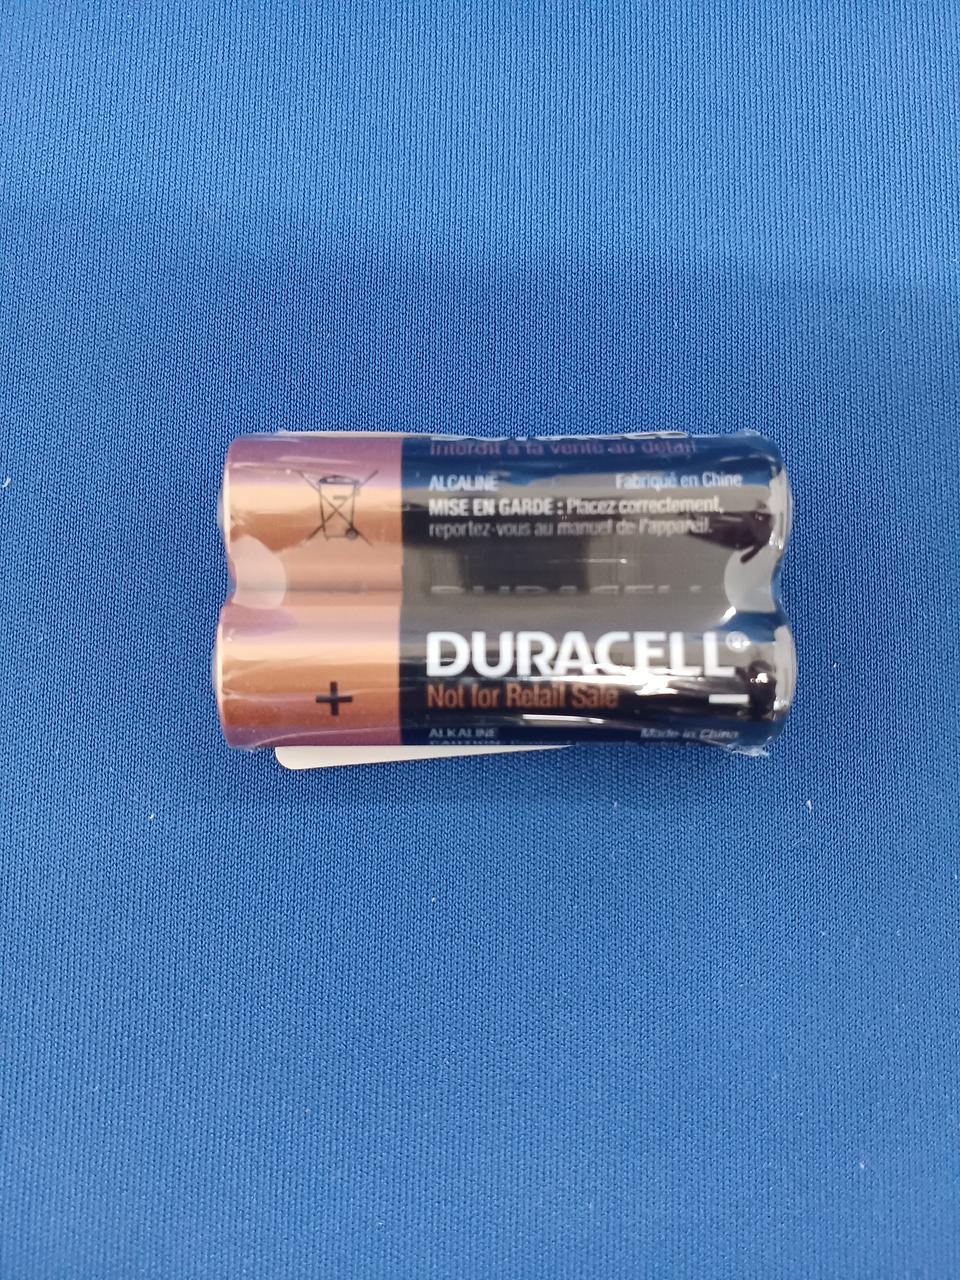 Interdit à la vente au détail
ALCALINE Fabriqué en Chine
MISE EN GARDE : Placez correctement,
reportez-vous au manuel de l'appareil.
DURACELL®
+ Not for Retail Sale −
ALKALINE Made in China
CAUTION: